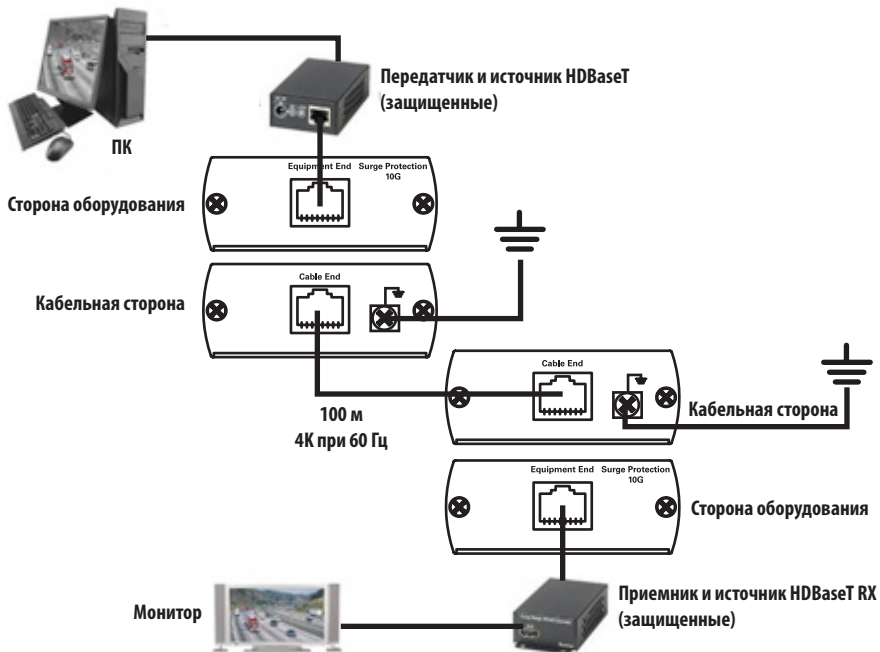 Передатчик и источник HDBaseT
(защищенные)
ПК
Equipment End
Surge Protection
10G
Сторона оборудования
Cable End
Кабельная сторона
Cable End
Кабельная сторона
100 м
4K при 60 Гц
Equipment End
Surge Protection
10G
Сторона оборудования
Приемник и источник HDBaseT RX
(защищенные)
Монитор